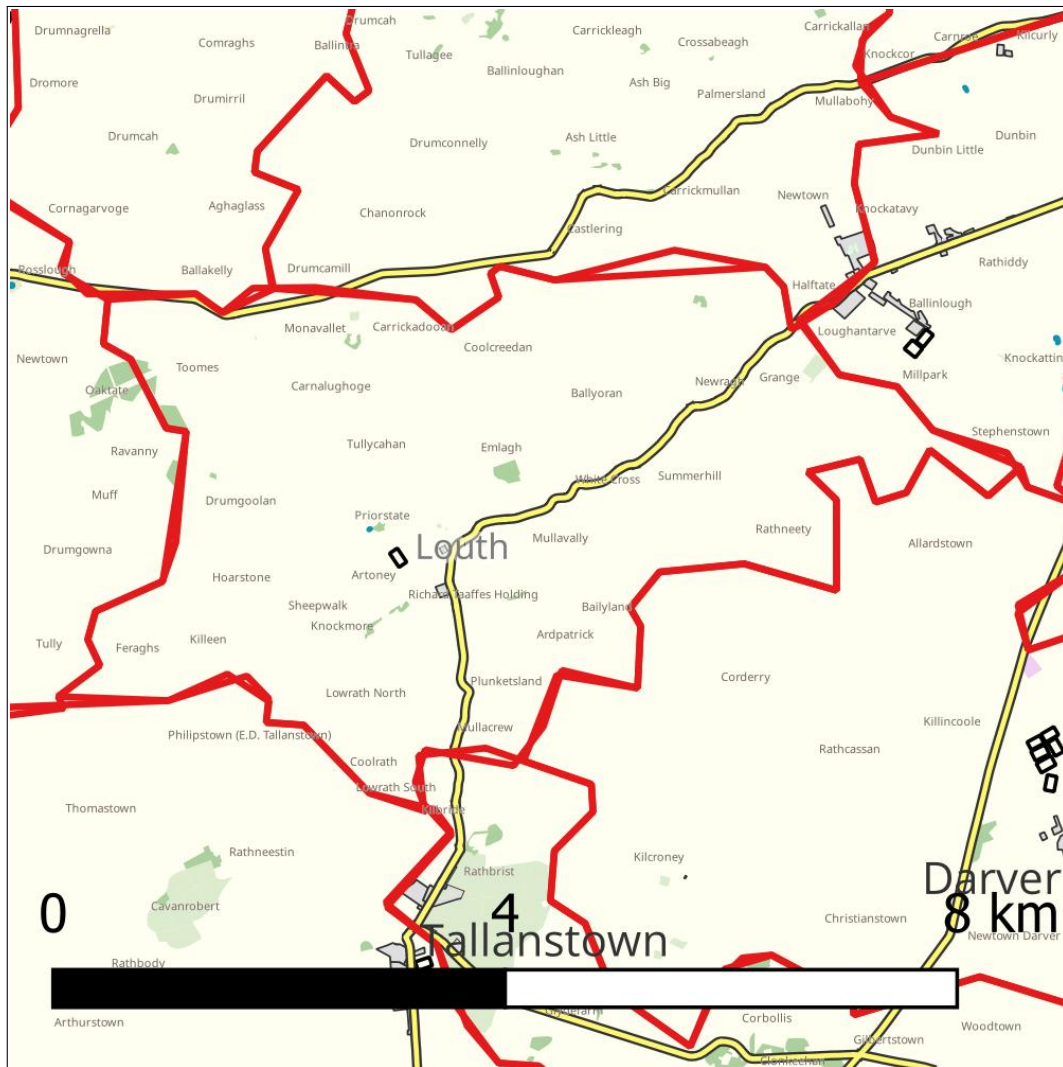 Drumcah
Drumnagrella
Carrickleagh
Carrickallan
Carnroe
Kilcurly
Comraghs
Ballinlna
Crossabeagh
Tullagee
Knockcor
Ballinloughan
Dromore
Ash Big
Drumirril
Palmersland
Mullabohy
Drumcah
Ash Little
Dunbin
Drumconnelly
Dunbin Little
Carrickmullan
Newtown
Cornagarvoge
Aghaglass
Chanonrock
Knockatavy
Castlering
Rosslough
Ballakelly
Drumcamill
Rathiddy
Halftate
Ballinlough
Monavallet
Carrickadooan
Loughantarve
Coolcreedan
Newtown
Knockattin
Toomes
Millpark
Grange
Newragh
Oaktate
Carnalughoge
Ballyoran
Stephenstown
Tullycahan
Emlagh
Ravanny
Summerhill
White Cross
Muff
Drumgoolan
Priorstate
Rathneety
Mullavally
Allardstown
Louth
Drumgowna
Artoney
Hoarstone
Richard Taaffes Holding
Sheepwalk
Bailyland
Knockmore
Ardpatrick
Killeen
Tully
Feraghs
Corderry
Plunketsland
Lowrath North
Killincoole
Mullacrew
Philipstown (E.D. Tallanstown)
Rathcassan
Coolrath
Lowrath South
Thomastown
Kilbride
Rathneestin
Kilcroney
Rathbrist
Darver
Cavanrobert
0
4
8 km
Christianstown
Newtown Darver
Tallanstown
Rathbody
Glydefarm
Corbollis
Arthurstown
Woodtown
Gilbertstown
Clonkeehan